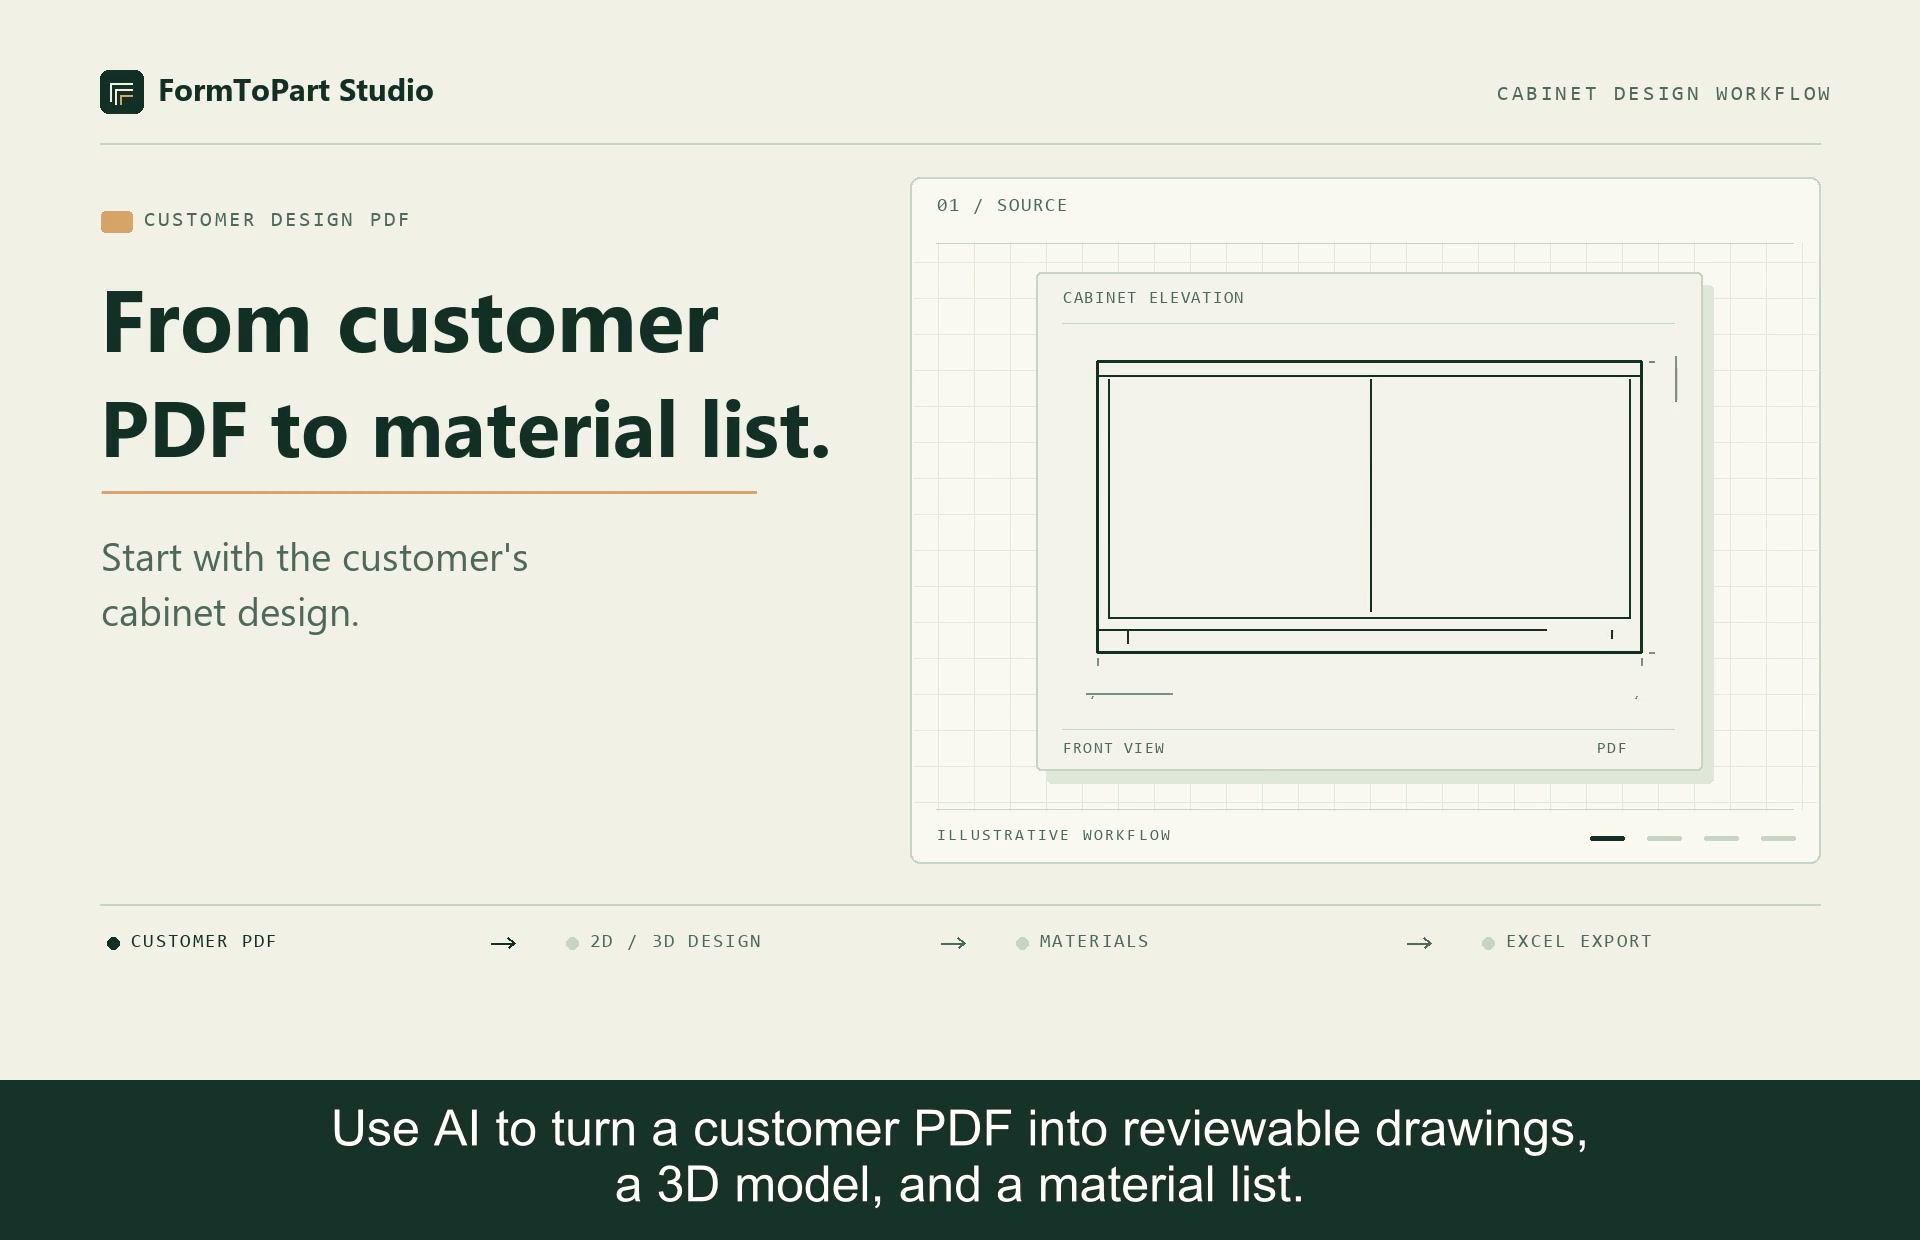 FormToPart Studio
CABINET DESIGN WORKFLOW
CUSTOMER DESIGN PDF
From customer
PDF to material list.
Start with the customer's
cabinet design.
01 / SOURCE
CABINET ELEVATION
FRONT VIEW
PDF
ILLUSTRATIVE WORKFLOW
CUSTOMER PDF
2D / 3D DESIGN
MATERIALS
EXCEL EXPORT
Use AI to turn a customer PDF into reviewable drawings,
a 3D model, and a material list.